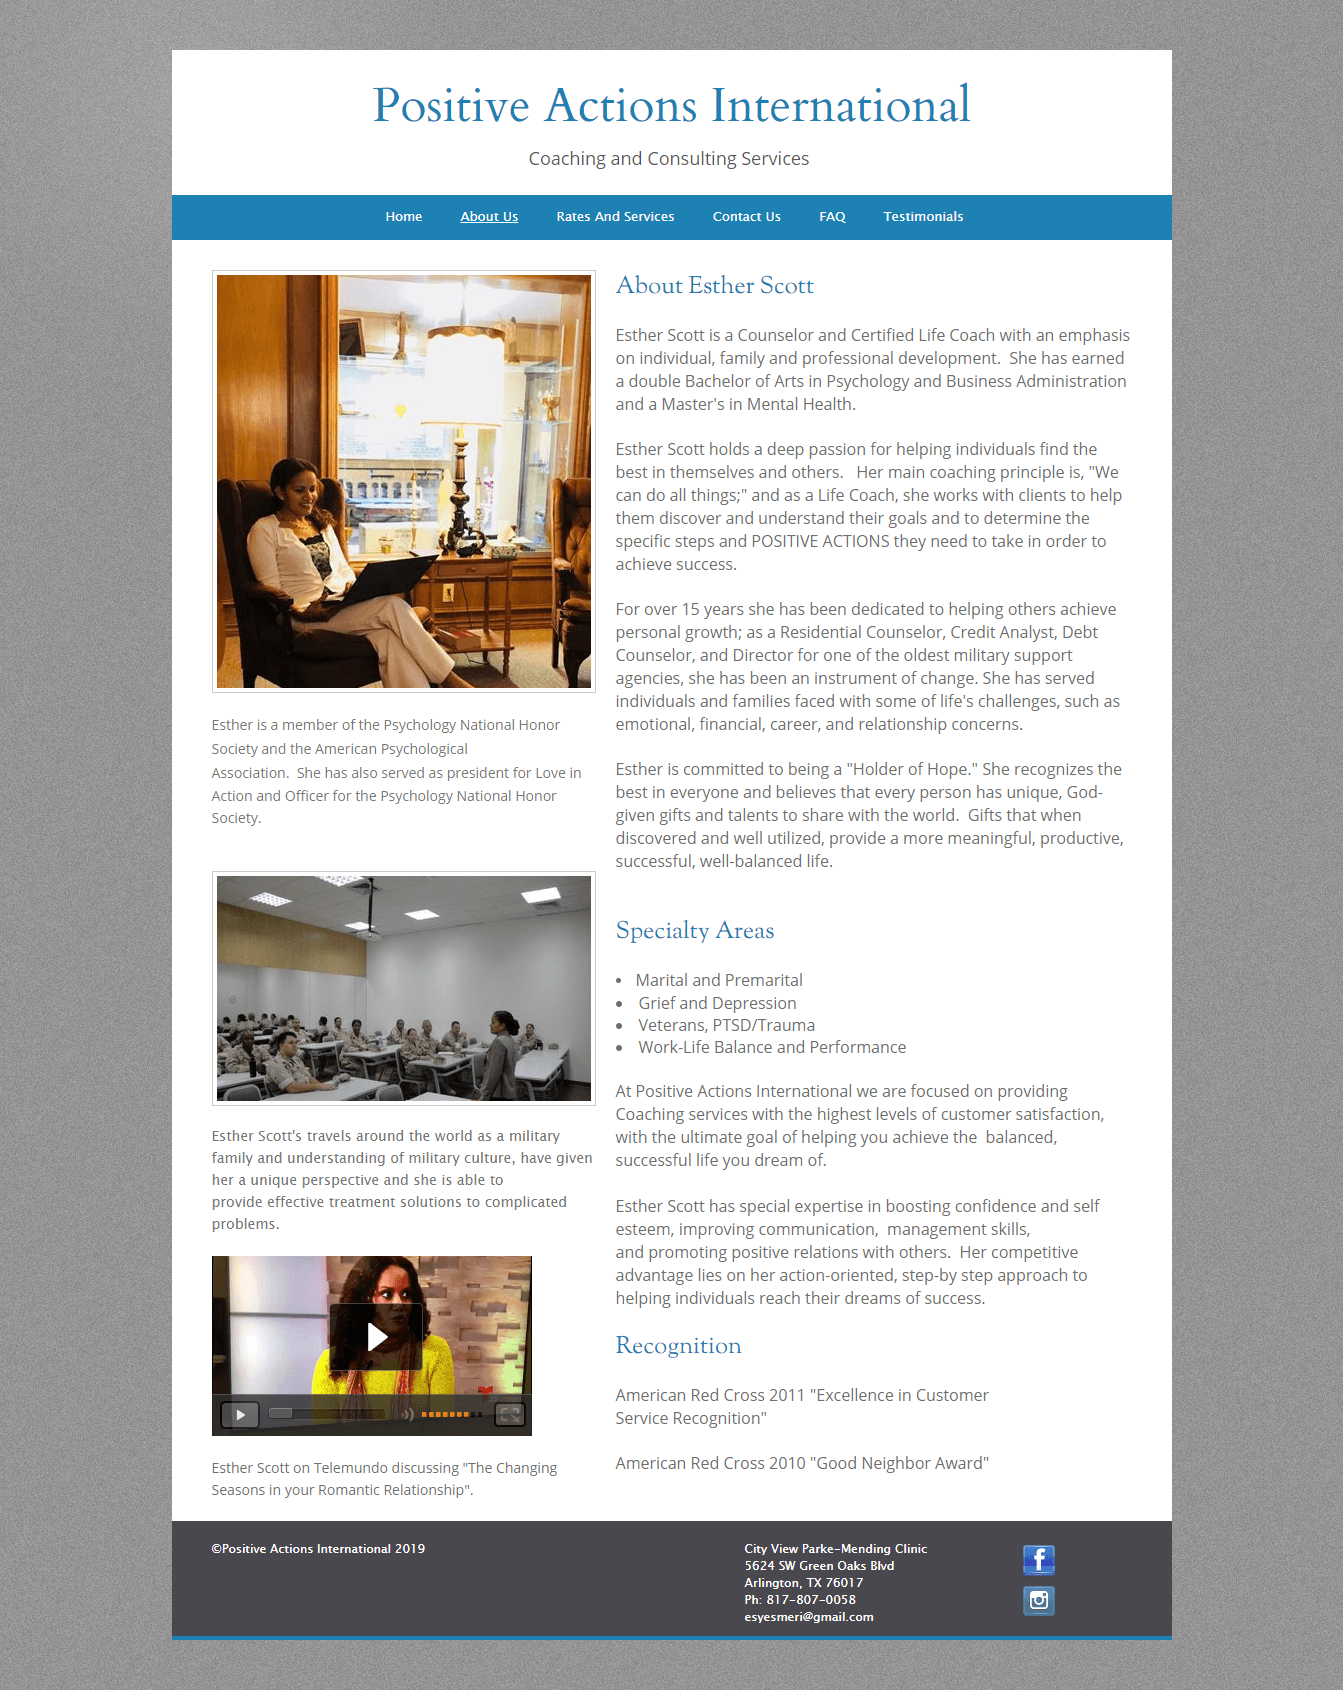 Positive Actions International
Coaching and Consulting Services
Home
About Us
Rates And Services
Contact Us
FAQ
Testimonials
Esther is a member of the Psychology National Honor
Society and the American Psychological
Association.  She has also served as president for Love in
Action and Officer for the Psychology National Honor
Society.
Esther Scott's travels around the world as a military
family and understanding of military culture, have given
her a unique perspective and she is able to
provide effective treatment solutions to complicated
problems.
Esther Scott on Telemundo discussing "The Changing
Seasons in your Romantic Relationship".
About Esther Scott
Esther Scott is a Counselor and Certified Life Coach with an emphasis
on individual, family and professional development.  She has earned
a double Bachelor of Arts in Psychology and Business Administration
and a Master's in Mental Health.
Esther Scott holds a deep passion for helping individuals find the
best in themselves and others.   Her main coaching principle is, "We
can do all things;" and as a Life Coach, she works with clients to help
them discover and understand their goals and to determine the
specific steps and POSITIVE ACTIONS they need to take in order to
achieve success.
For over 15 years she has been dedicated to helping others achieve
personal growth; as a Residential Counselor, Credit Analyst, Debt
Counselor, and Director for one of the oldest military support
agencies, she has been an instrument of change. She has served
individuals and families faced with some of life's challenges, such as
emotional, financial, career, and relationship concerns.
Esther is committed to being a "Holder of Hope." She recognizes the
best in everyone and believes that every person has unique, God-
given gifts and talents to share with the world.  Gifts that when
discovered and well utilized, provide a more meaningful, productive,
successful, well-balanced life.
Specialty Areas
• Marital and Premarital
• Grief and Depression
• Veterans, PTSD/Trauma
• Work-Life Balance and Performance
At Positive Actions International we are focused on providing
Coaching services with the highest levels of customer satisfaction,
with the ultimate goal of helping you achieve the  balanced,
successful life you dream of.
Esther Scott has special expertise in boosting confidence and self
esteem, improving communication,  management skills,
and promoting positive relations with others.  Her competitive
advantage lies on her action-oriented, step-by step approach to
helping individuals reach their dreams of success.
Recognition
American Red Cross 2011 "Excellence in Customer
Service Recognition"
American Red Cross 2010 "Good Neighbor Award"
©Positive Actions International 2019
City View Parke-Mending Clinic
5624 SW Green Oaks Blvd
Arlington, TX 76017
Ph: 817-807-0058
esyesmeri@gmail.com